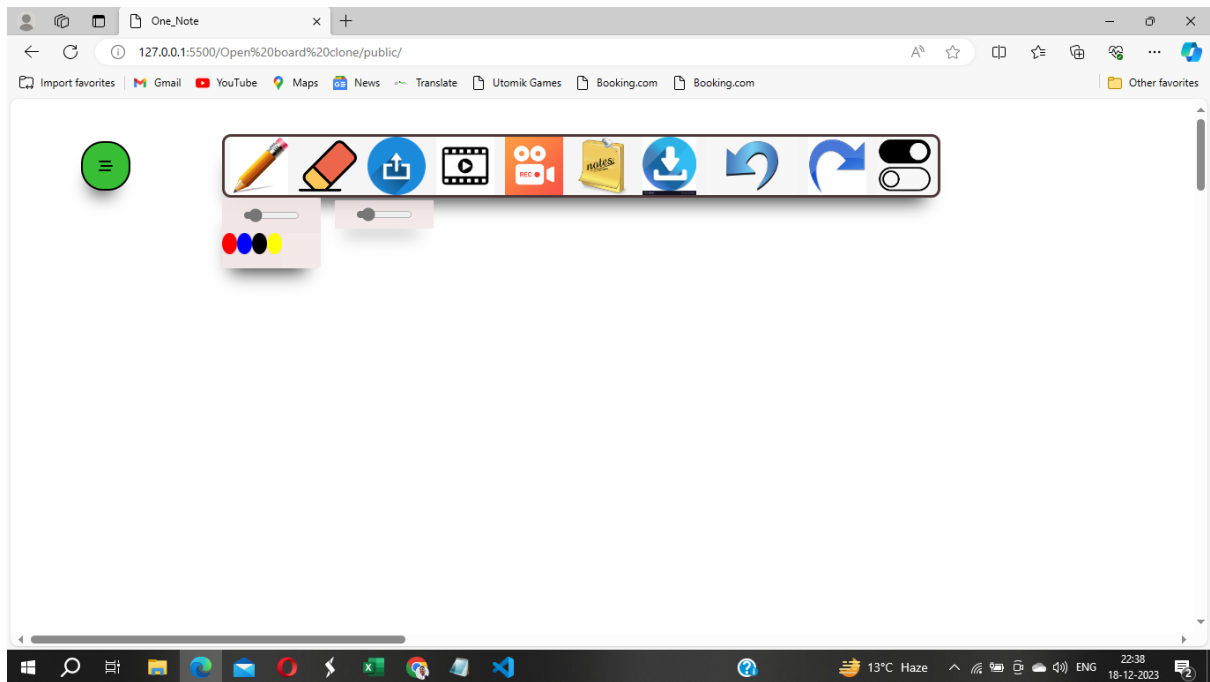 One_Note
127.0.0.1:5500/Open%20board%20clone/public/
Import favorites Gmail YouTube GE News Translate Utomik Games Booking.com Booking.com Other favorites
Maps
REC
notes
13°C Haze ENG 22:38
18-12-2023 2